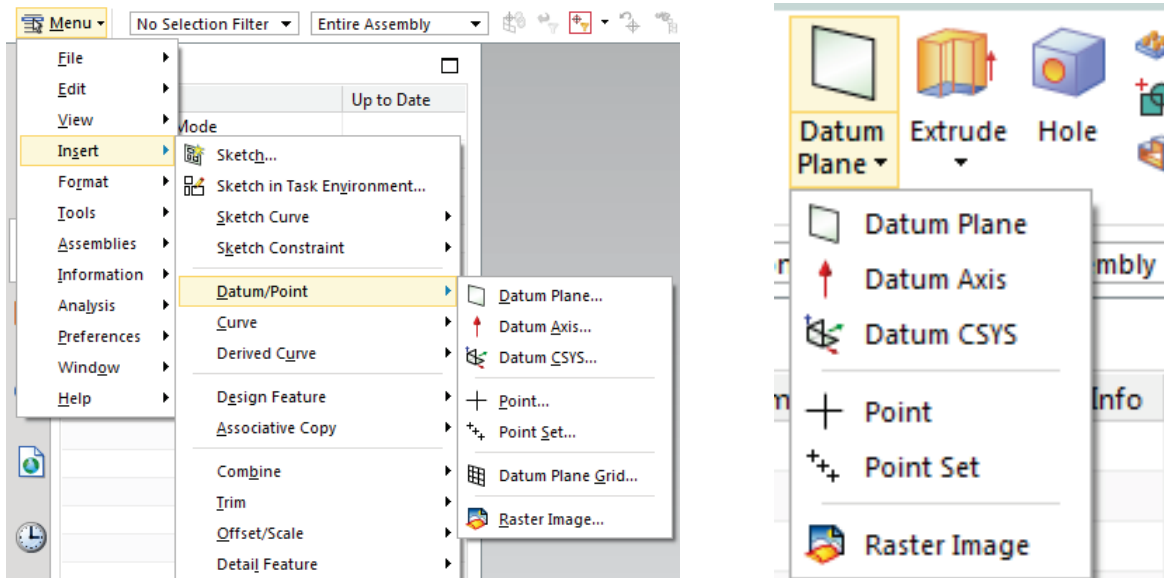 Menu
No Selection Filter
Entire Assembly
File
Edit
View
Insert
Format
Tools
Assemblies
Information
Analysis
Preferences
Window
Help
Up to Date
Mode
Sketch...
Sketch in Task Environment...
Sketch Curve
Sketch Constraint
Datum/Point
Curve
Derived Curve
Design Feature
Associative Copy
Combine
Trim
Offset/Scale
Detail Feature
Datum Plane...
Datum Axis...
Datum CSYS...
Point...
Point Set...
Datum Plane Grid...
Raster Image...
Datum
Plane
Extrude
Hole
Datum Plane
Datum Axis
Datum CSYS
Point
Point Set
Raster Image
mbly
Info